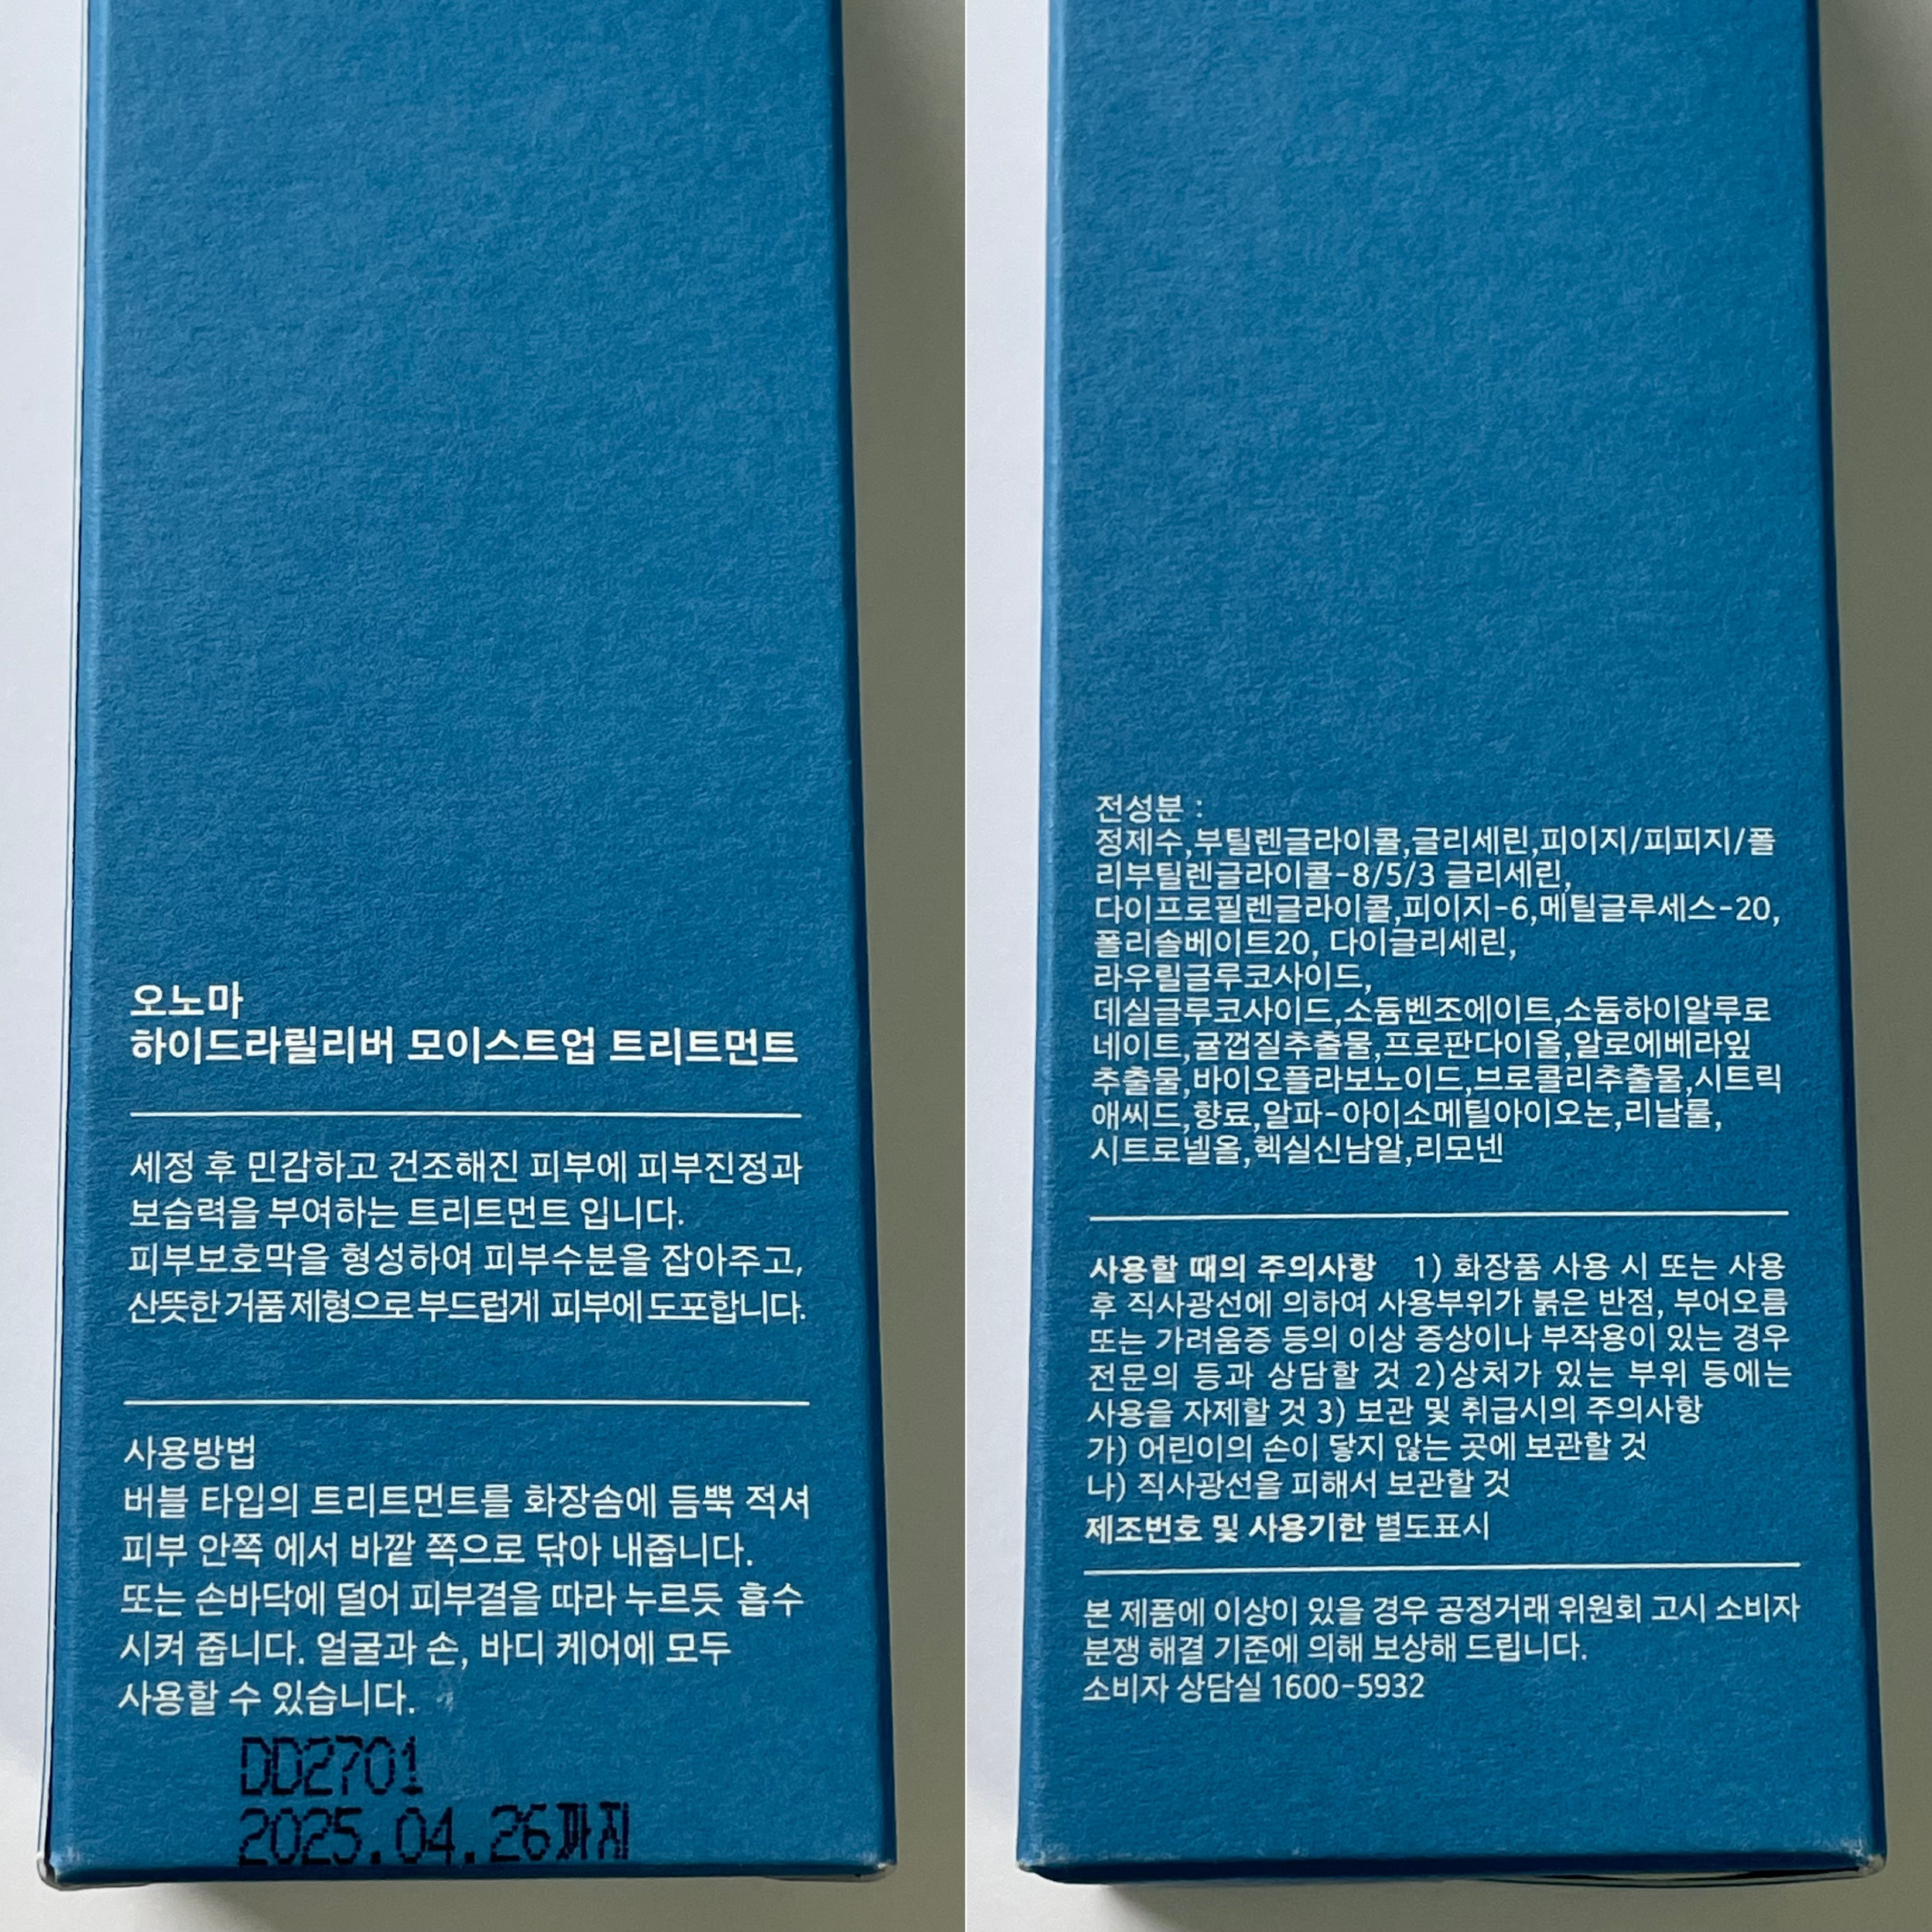 오노마
하이드라릴리버 모이스트업 트리트먼트
세정 후 민감하고 건조해진 피부에 피부진정과
보습력을 부여하는 트리트먼트 입니다.
피부보호막을 형성하여 피부수분을 잡아주고,
산뜻한 거품 제형으로 부드럽게 피부에 도포합니다.
사용방법
버블 타입의 트리트먼트를 화장솜에 듬뿍 적셔
피부 안쪽 에서 바깥 쪽으로 닦아 내줍니다.
또는 손바닥에 덜어 피부결을 따라 누르듯 흡수
시켜 줍니다. 얼굴과 손, 바디 케어에 모두
사용할 수 있습니다.
DD2701
2025.04.26까지
전성분 :
정제수,부틸렌글라이콜,글리세린,피이지/피피지/폴
리부틸렌글라이콜-8/5/3 글리세린,
다이프로필렌글라이콜,피이지-6,메틸글루세스-20,
폴리솔베이트20, 다이글리세린,
라우릴글루코사이드,
데실글루코사이드,소듐벤조에이트,소듐하이알루로
네이트,귤껍질추출물,프로판다이올,알로에베라잎
추출물,바이오플라보노이드,브로콜리추출물,시트릭
애씨드,향료,알파-아이소메틸아이오논,리날룰,
시트로넬올,헥실신남알,리모넨
사용할 때의 주의사항 1) 화장품 사용 시 또는 사용
후 직사광선에 의하여 사용부위가 붉은 반점, 부어오름
또는 가려움증 등의 이상 증상이나 부작용이 있는 경우
전문의 등과 상담할 것 2)상처가 있는 부위 등에는
사용을 자제할 것 3) 보관 및 취급시의 주의사항
가) 어린이의 손이 닿지 않는 곳에 보관할 것
나) 직사광선을 피해서 보관할 것
제조번호 및 사용기한 별도표시
본 제품에 이상이 있을 경우 공정거래 위원회 고시 소비자
분쟁 해결 기준에 의해 보상해 드립니다.
소비자 상담실 1600-5932